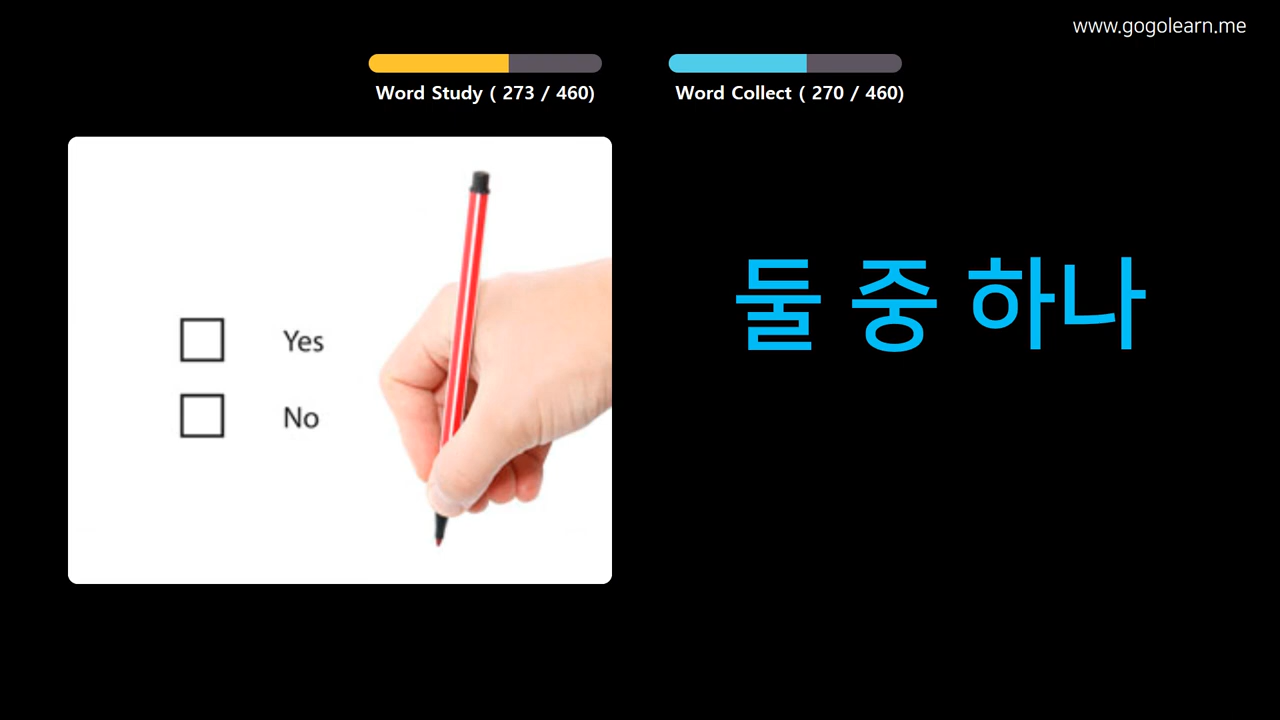 www.gogolearn.me
Word Study ( 273 / 460)
Word Collect ( 270 / 460)
둘 중 하나
Yes
No